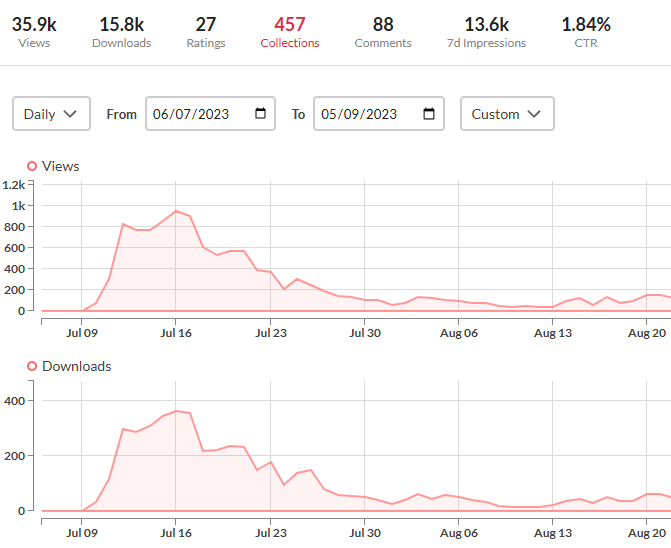 35.9k 15.8k 27 457 88 13.6k 1.84%
Views Downloads Ratings Collections Comments 7d Impressions CTR
Daily From 06/07/2023 To 05/09/2023 Custom
Views
1.2k
1k
800
600
400
200
0
Jul 09 Jul 16 Jul 23 Jul 30 Aug 06 Aug 13 Aug 20
Downloads
400
200
0
Jul 09 Jul 16 Jul 23 Jul 30 Aug 06 Aug 13 Aug 20